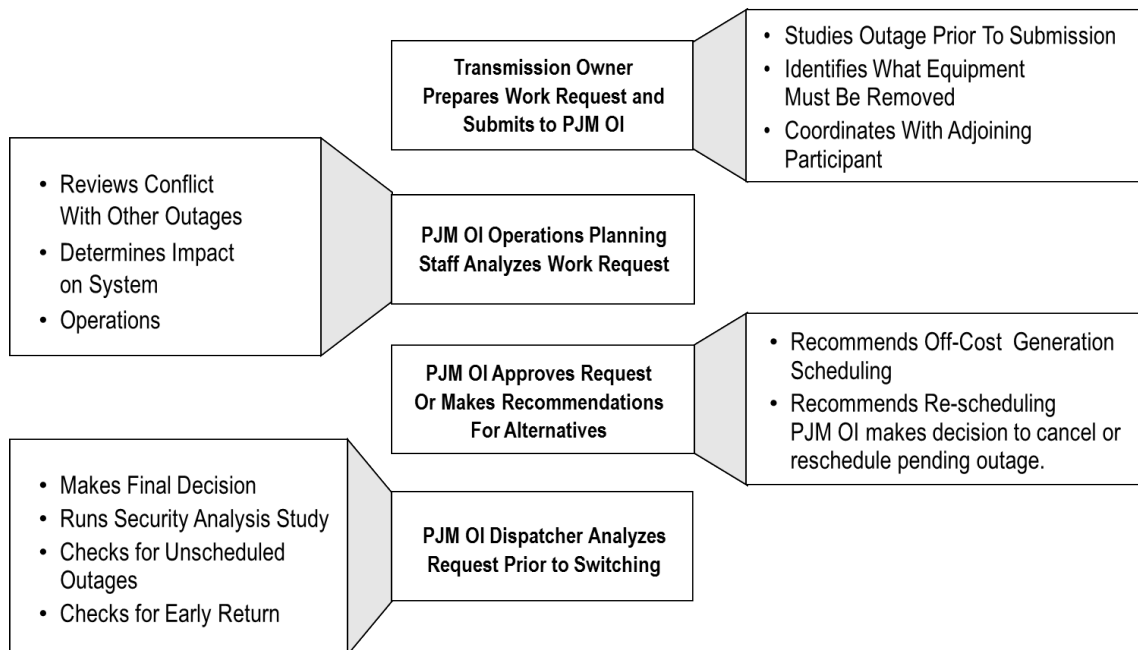 Transmission Owner
Prepares Work Request and
Submits to PJM OI
• Studies Outage Prior To Submission
• Identifies What Equipment
Must Be Removed
• Coordinates With Adjoining
Participant
• Reviews Conflict
With Other Outages
• Determines Impact
on System
• Operations
PJM OI Operations Planning
Staff Analyzes Work Request
PJM OI Approves Request
Or Makes Recommendations
For Alternatives
• Recommends Off-Cost Generation
Scheduling
• Recommends Re-scheduling
PJM OI makes decision to cancel or
reschedule pending outage.
• Makes Final Decision
• Runs Security Analysis Study
• Checks for Unscheduled
Outages
• Checks for Early Return
PJM OI Dispatcher Analyzes
Request Prior to Switching